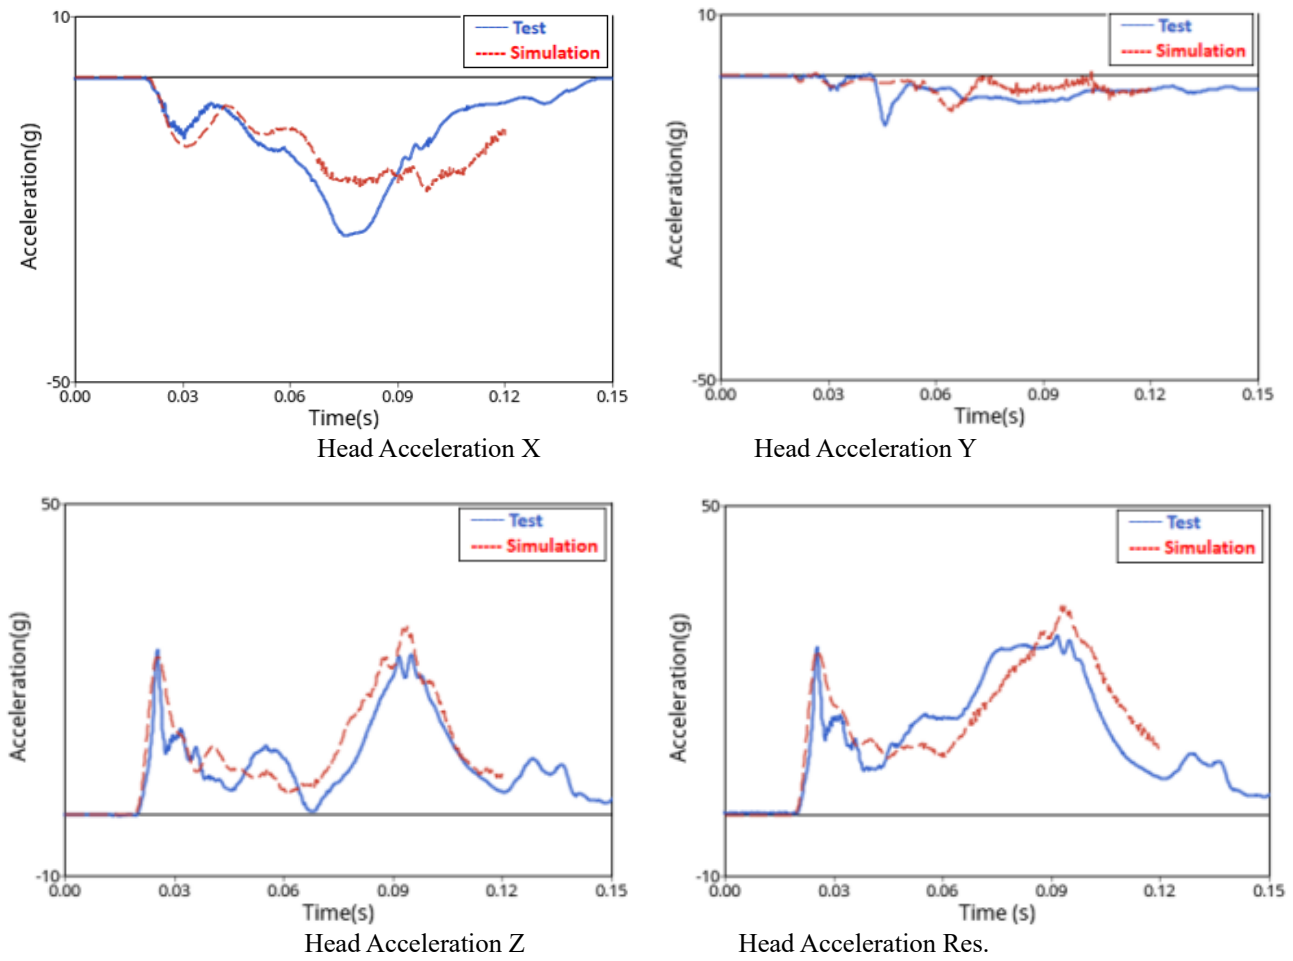 10
Test
Simulation
Acceleration(g)
-50
0.00 0.03 0.06 0.09 0.12 0.15
Time(s)
Head Acceleration X
10
Test
Simulation
Acceleration(g)
-50
0.00 0.03 0.06 0.09 0.12 0.15
Time(s)
Head Acceleration Y
50
Test
Simulation
Acceleration(g)
-10
0.00 0.03 0.06 0.09 0.12 0.15
Time(s)
Head Acceleration Z
50
Test
Simulation
Acceleration(g)
-10
0.00 0.03 0.06 0.09 0.12 0.15
Time (s)
Head Acceleration Res.